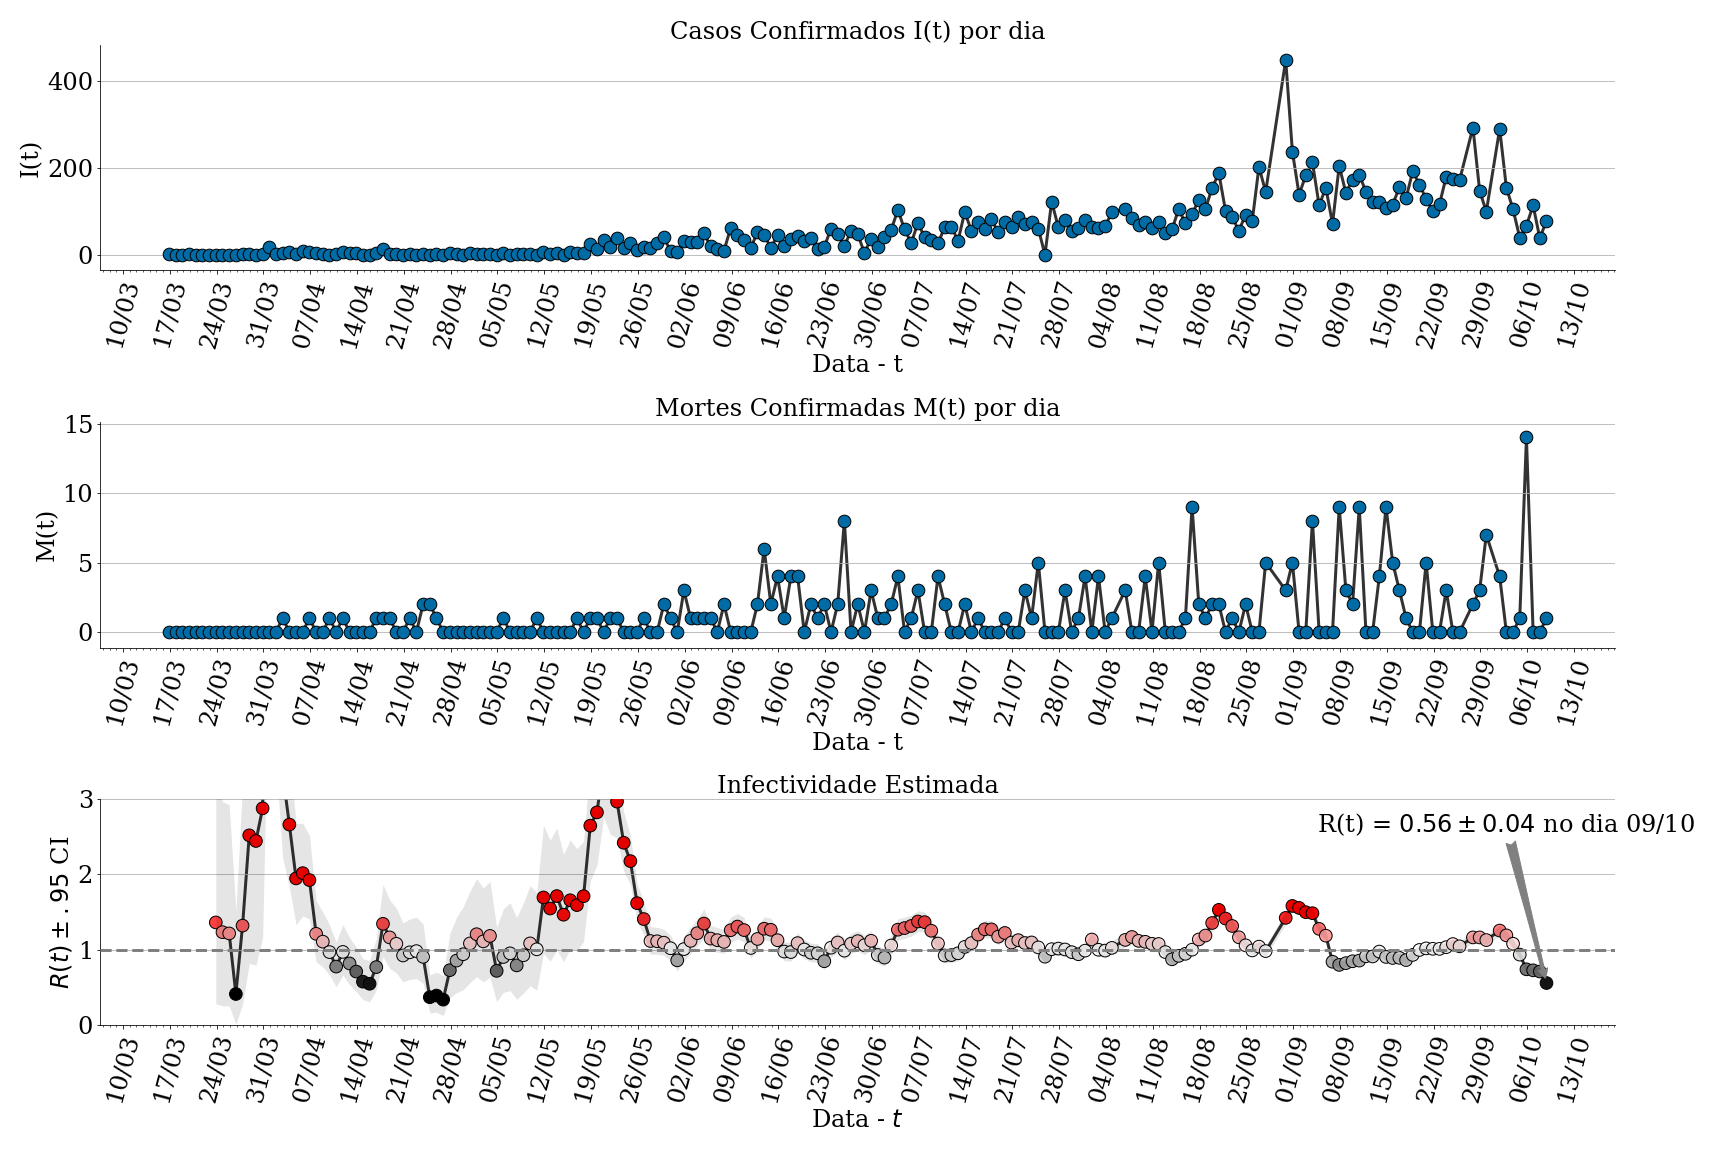 Casos Confirmados I(t) por dia
I(t)
400
200
0
10/03 17/03 24/03 31/03 07/04 14/04 21/04 28/04 05/05 12/05 19/05 26/05 02/06 09/06 16/06 23/06 30/06 07/07 14/07 21/07 28/07 04/08 11/08 18/08 25/08 01/09 08/09 15/09 22/09 29/09 06/10 13/10
Data - t
Mortes Confirmadas M(t) por dia
M(t)
15
10
5
0
10/03 17/03 24/03 31/03 07/04 14/04 21/04 28/04 05/05 12/05 19/05 26/05 02/06 09/06 16/06 23/06 30/06 07/07 14/07 21/07 28/07 04/08 11/08 18/08 25/08 01/09 08/09 15/09 22/09 29/09 06/10 13/10
Data - t
Infectividade Estimada
R(t) ± .95 CI
3
2
1
0
R(t) = 0.56 ± 0.04 no dia 09/10
10/03 17/03 24/03 31/03 07/04 14/04 21/04 28/04 05/05 12/05 19/05 26/05 02/06 09/06 16/06 23/06 30/06 07/07 14/07 21/07 28/07 04/08 11/08 18/08 25/08 01/09 08/09 15/09 22/09 29/09 06/10 13/10
Data - t